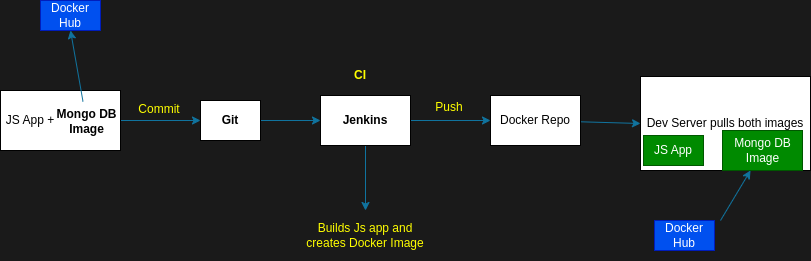 Docker
Hub
CI
JS App + Mongo DB
Image
Commit
Git
Jenkins
Push
Docker Repo
Dev Server pulls both images
JS App
Mongo DB
Image
Builds Js app and
creates Docker Image
Docker
Hub